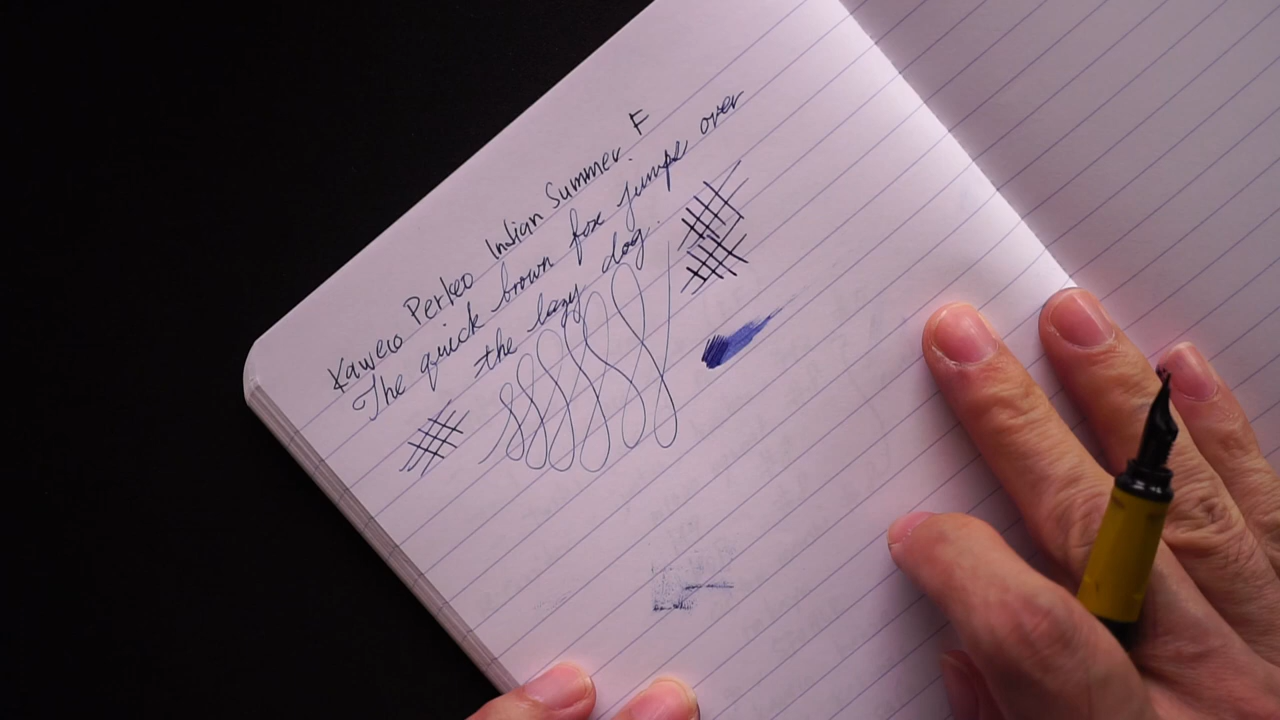 Kaweco Perkeo Indian Summer F
The quick brown fox jumps over
the lazy dog.